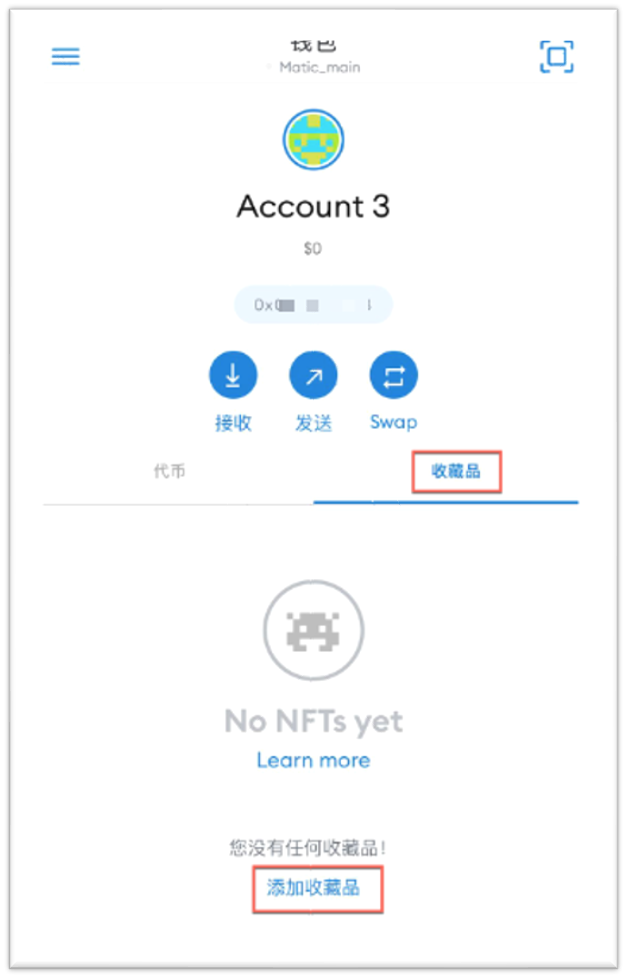 钱包
Matic_main
Account 3
$0
0x
接收 发送 Swap
代币 收藏品
No NFTs yet
Learn more
您没有任何收藏品!
添加收藏品